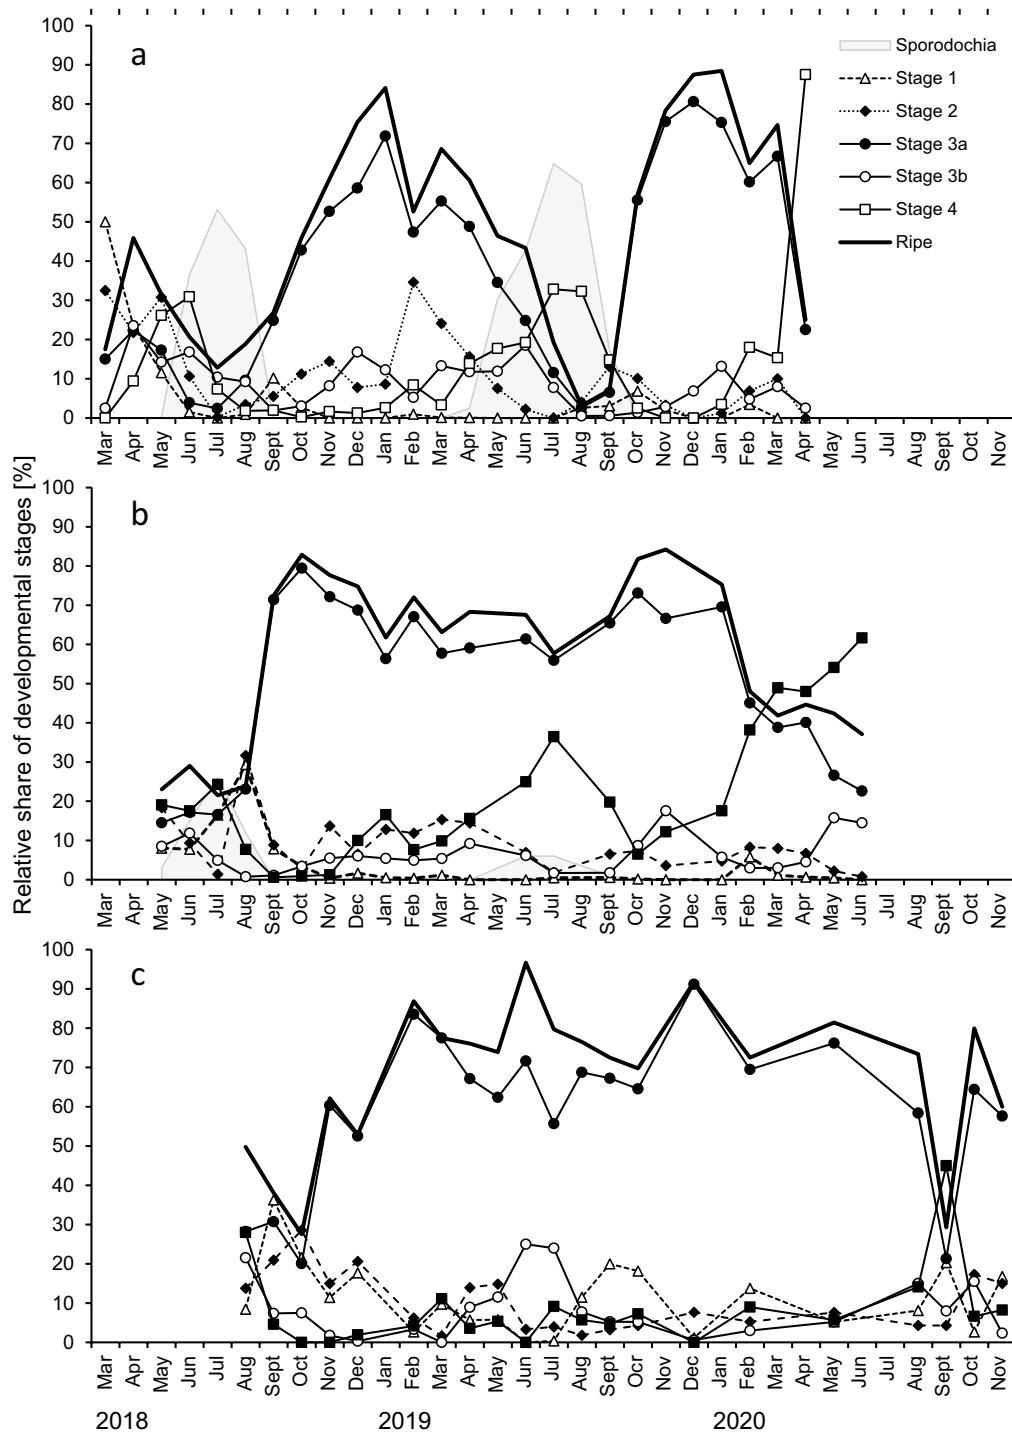 Relative share of developmental stages [%]
a
100
90
80
70
60
50
40
30
20
10
0
Sporodochia
Stage 1
Stage 2
Stage 3a
Stage 3b
Stage 4
Ripe
Mar Apr May Jun Jul Aug Sept Oct Nov Dec Jan Feb Mar Apr May Jun Jul Aug Sept Oct Nov Dec Jan Feb Mar Apr May Jun Jul Aug Sept Oct Nov
b
100
90
80
70
60
50
40
30
20
10
0
Mar Apr May Jun Jul Aug Sept Oct Nov Dec Jan Feb Mar Apr May Jun Jul Aug Sept Ocr Nov Dec Jan Feb Mar Apr May Jun Jul Aug Sept Oct Nov
c
100
90
80
70
60
50
40
30
20
10
0
Mar Apr May Jun Jul Aug Sept Oct Nov Dec Jan Feb Mar Apr May Jun Jul Aug Sept Oct Nov Dec Jan Feb Mar Apr May Jun Jul Aug Sept Oct Nov
2018 2019 2020